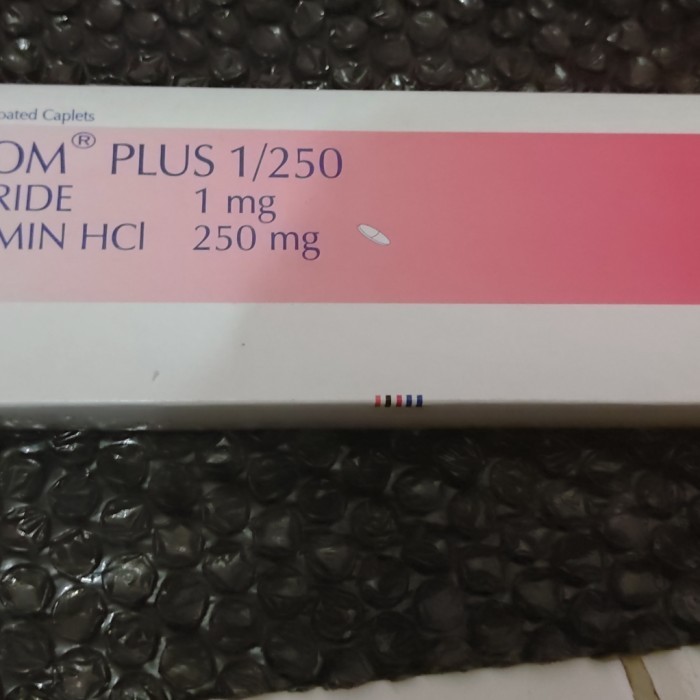 oated Caplets
OM® PLUS 1/250
RIDE 1 mg
MIN HCl 250 mg